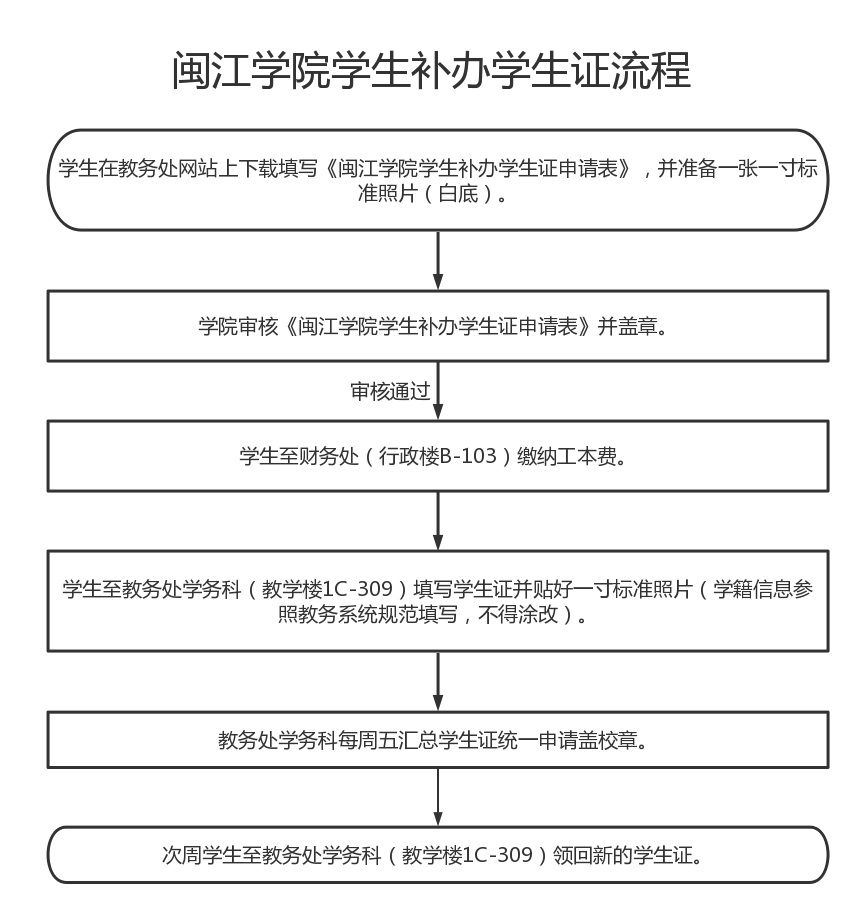 闽江学院学生补办学生证流程
学生在教务处网站上下载填写《闽江学院学生补办学生证申请表》，并准备一张一寸标
准照片（白底）。
学院审核《闽江学院学生补办学生证申请表》并盖章。
审核通过
学生至财务处（行政楼B-103）缴纳工本费。
学生至教务处学务科（教学楼1C-309）填写学生证并贴好一寸标准照片（学籍信息参
照教务系统规范填写，不得涂改）。
教务处学务科每周五汇总学生证统一申请盖校章。
次周学生至教务处学务科（教学楼1C-309）领回新的学生证。